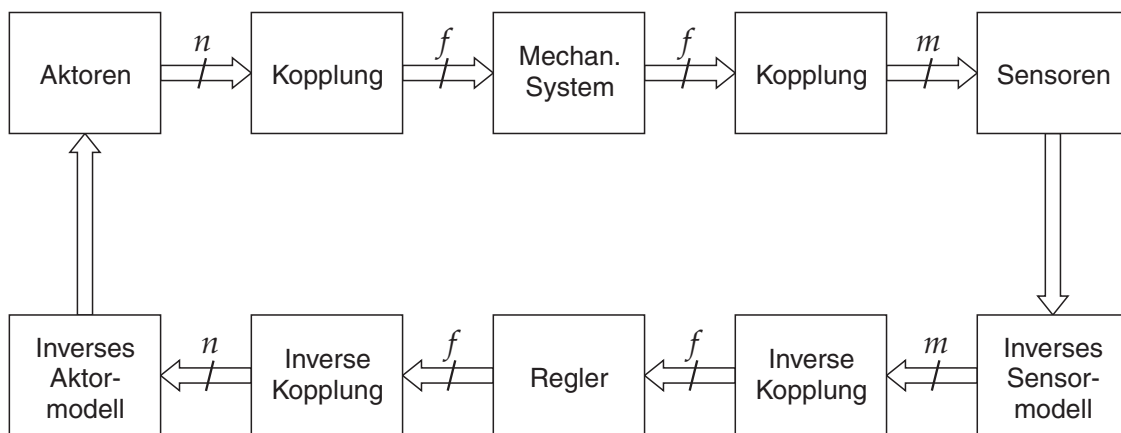 n
f
f
m
Aktoren
Kopplung
Mechan.
System
Kopplung
Sensoren
n
f
f
m
Inverses
Aktor-
modell
Inverse
Kopplung
Regler
Inverse
Kopplung
Inverses
Sensor-
modell